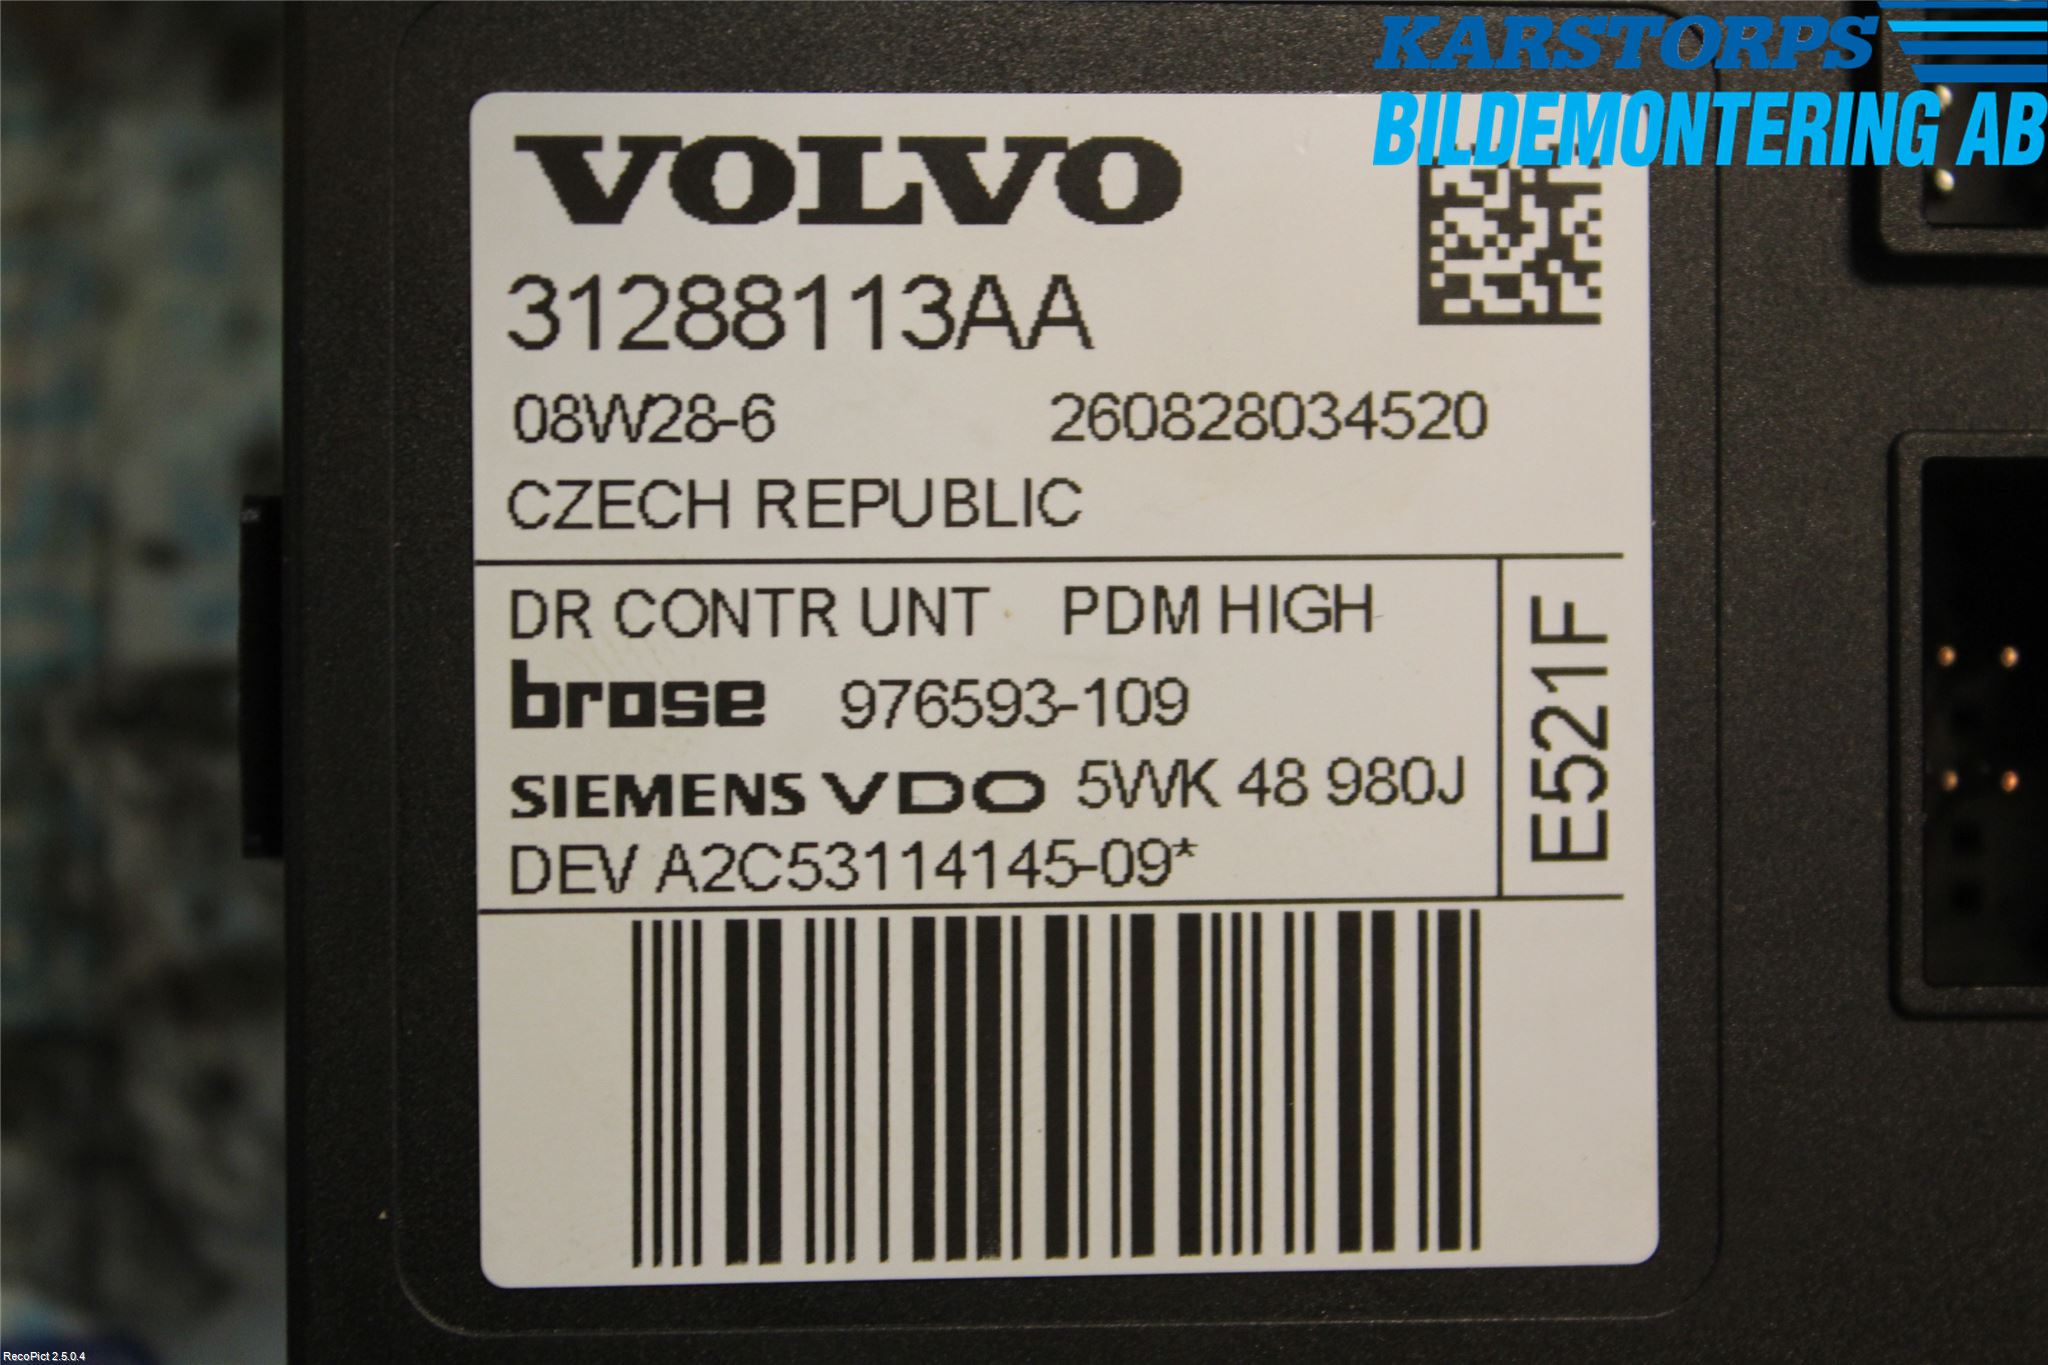 KARSTORPS
BILDEMONTERING AB
VOLVO
31288113AA
08W28-6 260828034520
CZECH REPUBLIC
DR CONTR UNT PDM HIGH
brose 976593-109
SIEMENS VDO 5WK 48 980J
DEV A2C53114145-09*
E521F
RecoPict 2.5.0.4